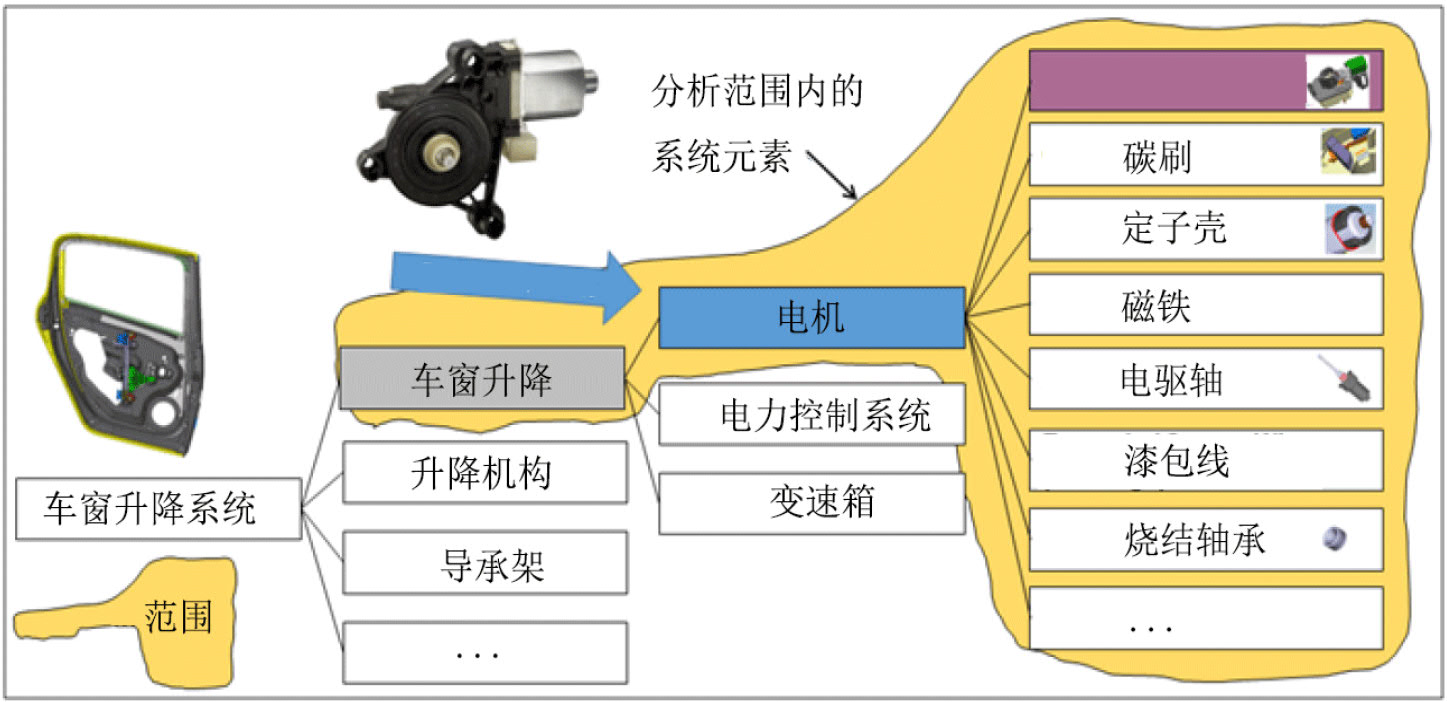 分析范围内的
系统元素
车窗升降系统
范围
车窗升降
升降机构
导承架
...
电机
电力控制系统
变速箱
碳刷
定子壳
磁铁
电驱轴
漆包线
烧结轴承
...